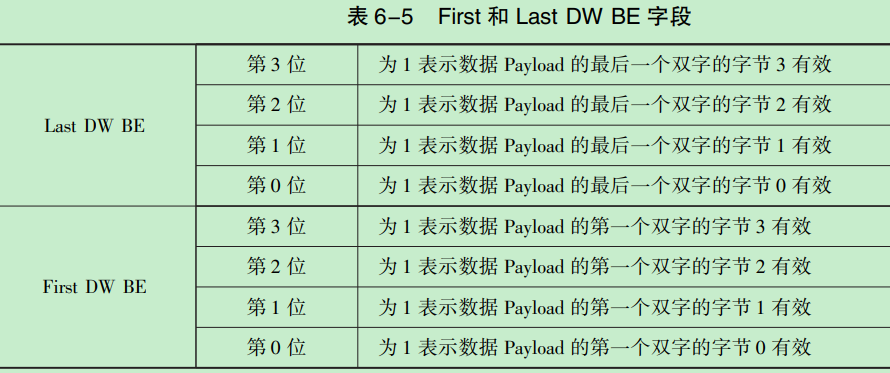 表 6-5 First 和 Last DW BE 字段
Last DW BE
第 3 位 为 1 表示数据 Payload 的最后一个双字的字节 3 有效
第 2 位 为 1 表示数据 Payload 的最后一个双字的字节 2 有效
第 1 位 为 1 表示数据 Payload 的最后一个双字的字节 1 有效
第 0 位 为 1 表示数据 Payload 的最后一个双字的字节 0 有效
First DW BE
第 3 位 为 1 表示数据 Payload 的第一个双字的字节 3 有效
第 2 位 为 1 表示数据 Payload 的第一个双字的字节 2 有效
第 1 位 为 1 表示数据 Payload 的第一个双字的字节 1 有效
第 0 位 为 1 表示数据 Payload 的第一个双字的字节 0 有效